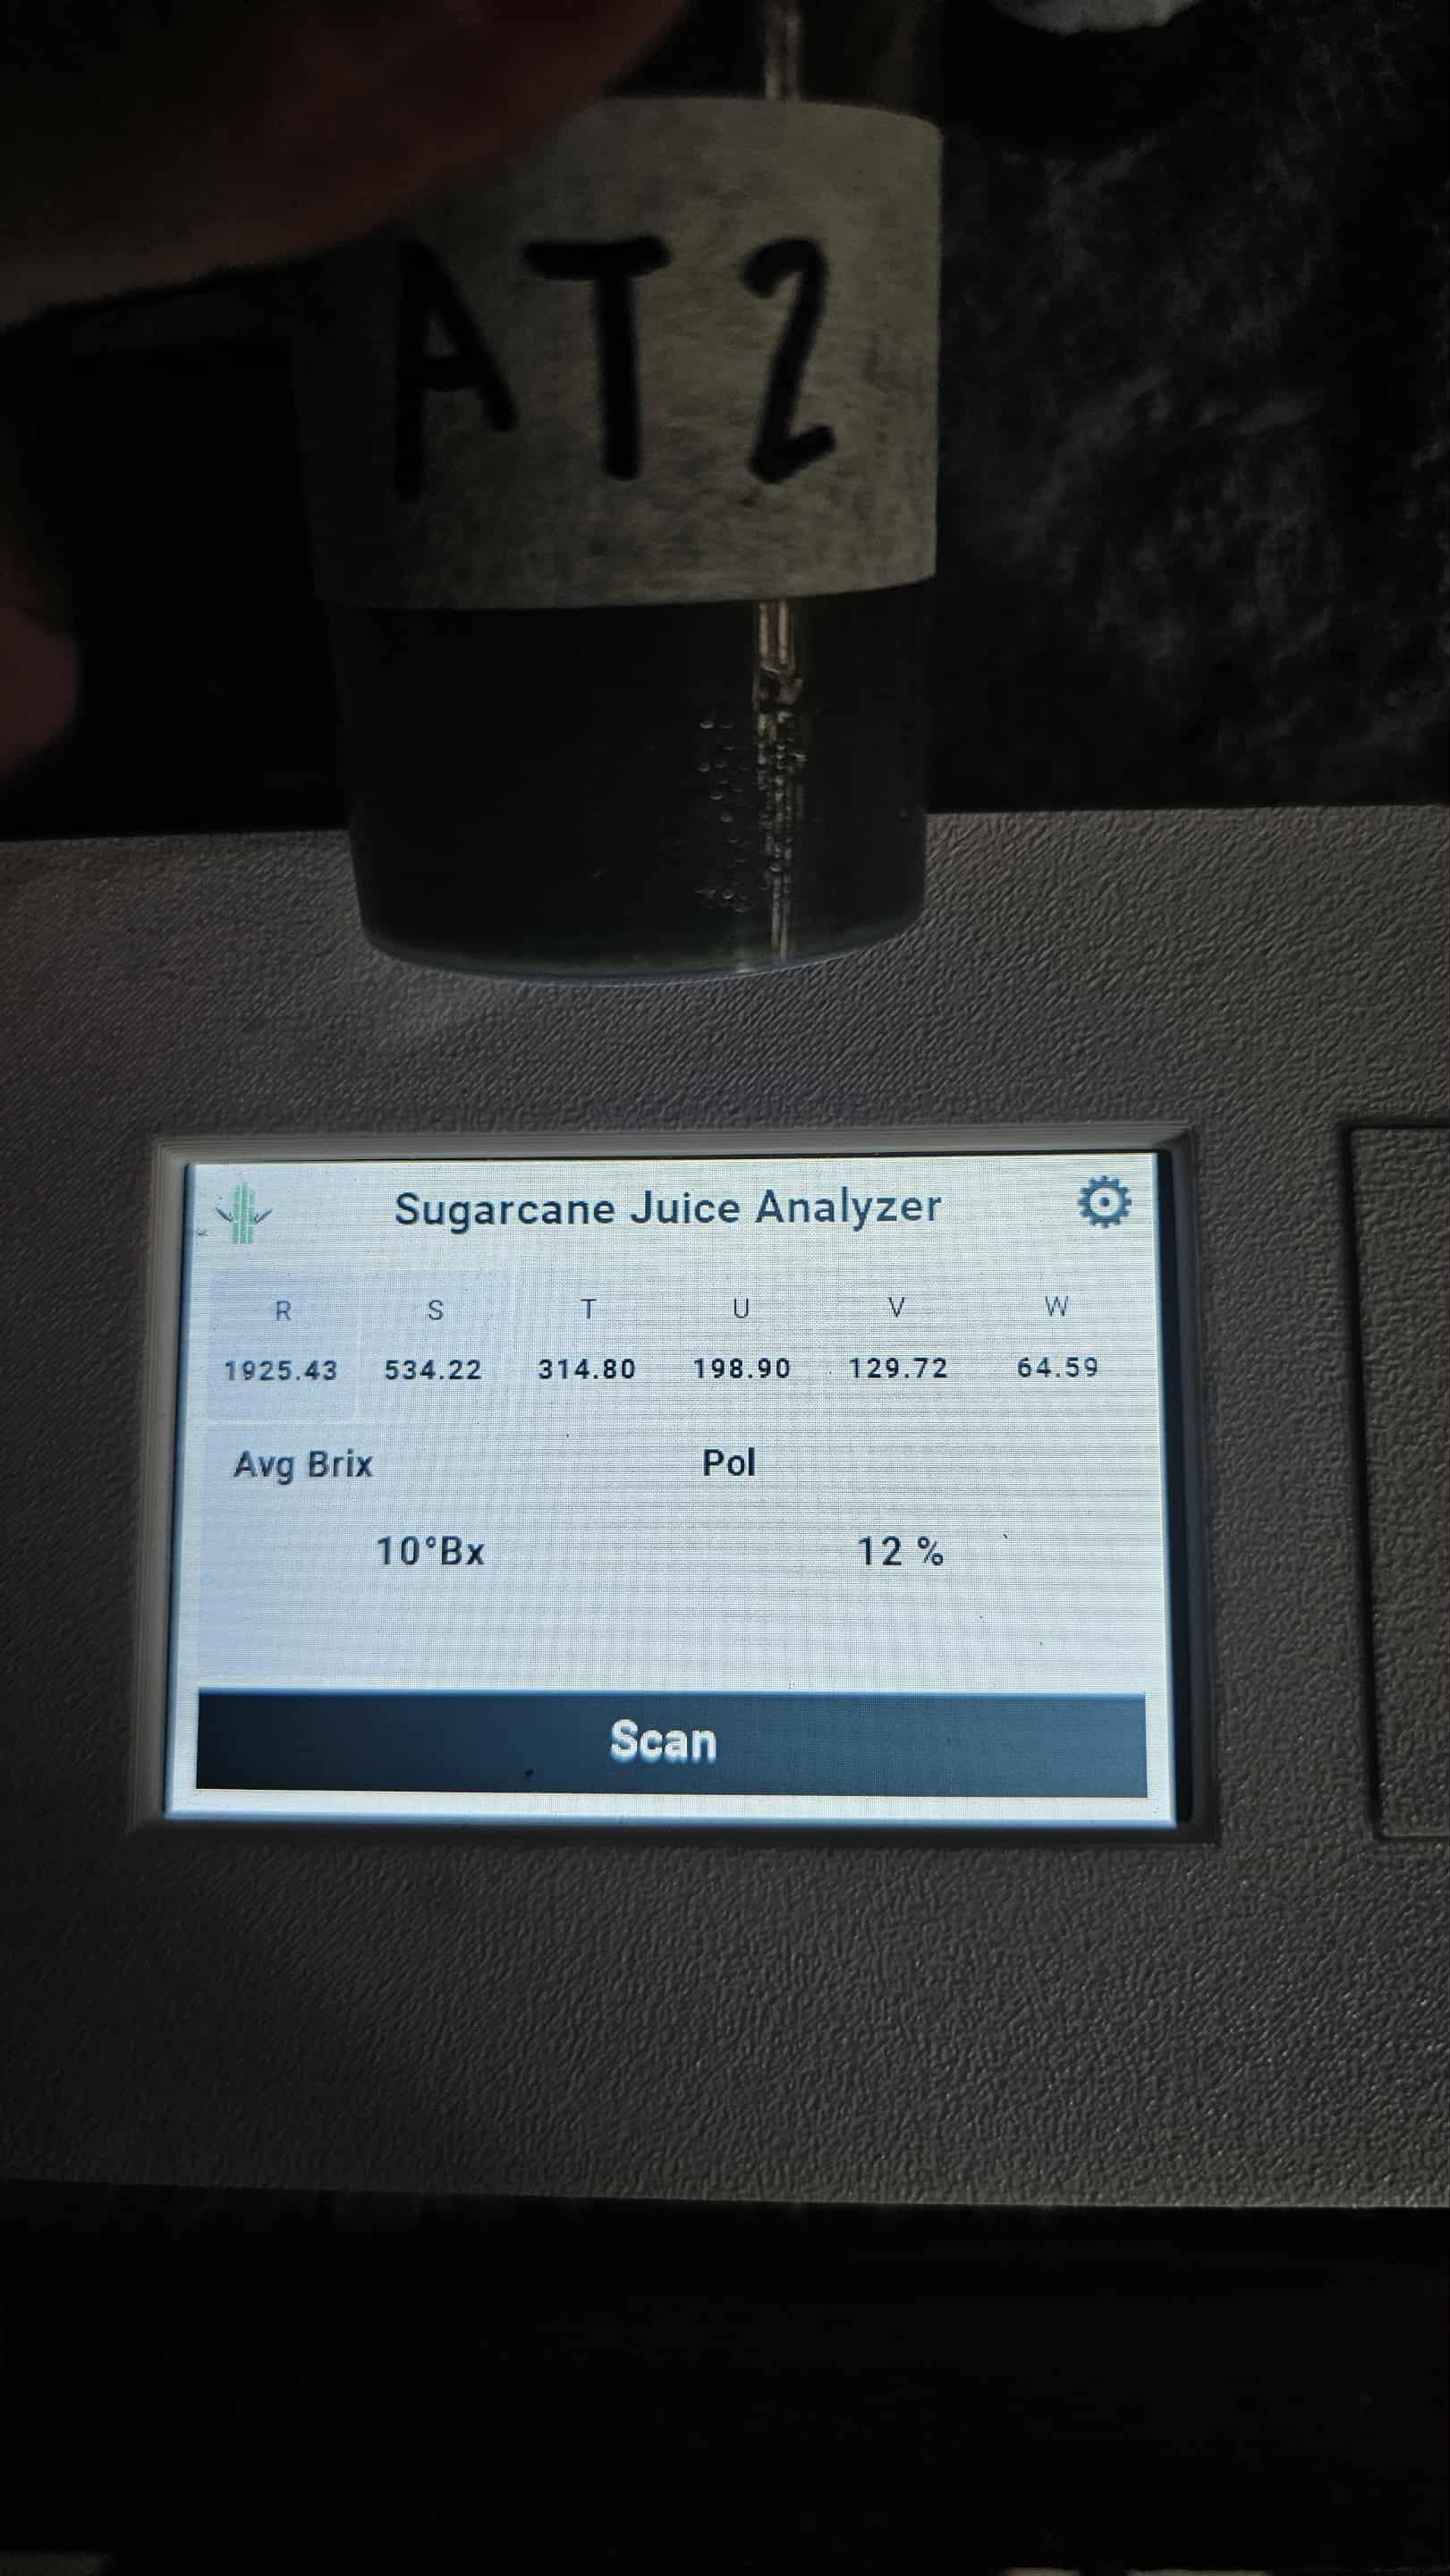 AT2
Sugarcane Juice Analyzer
R S T U V W
1925.43 534.22 314.80 198.90 129.72 64.59
Avg Brix Pol
10°Bx 12 %
Scan